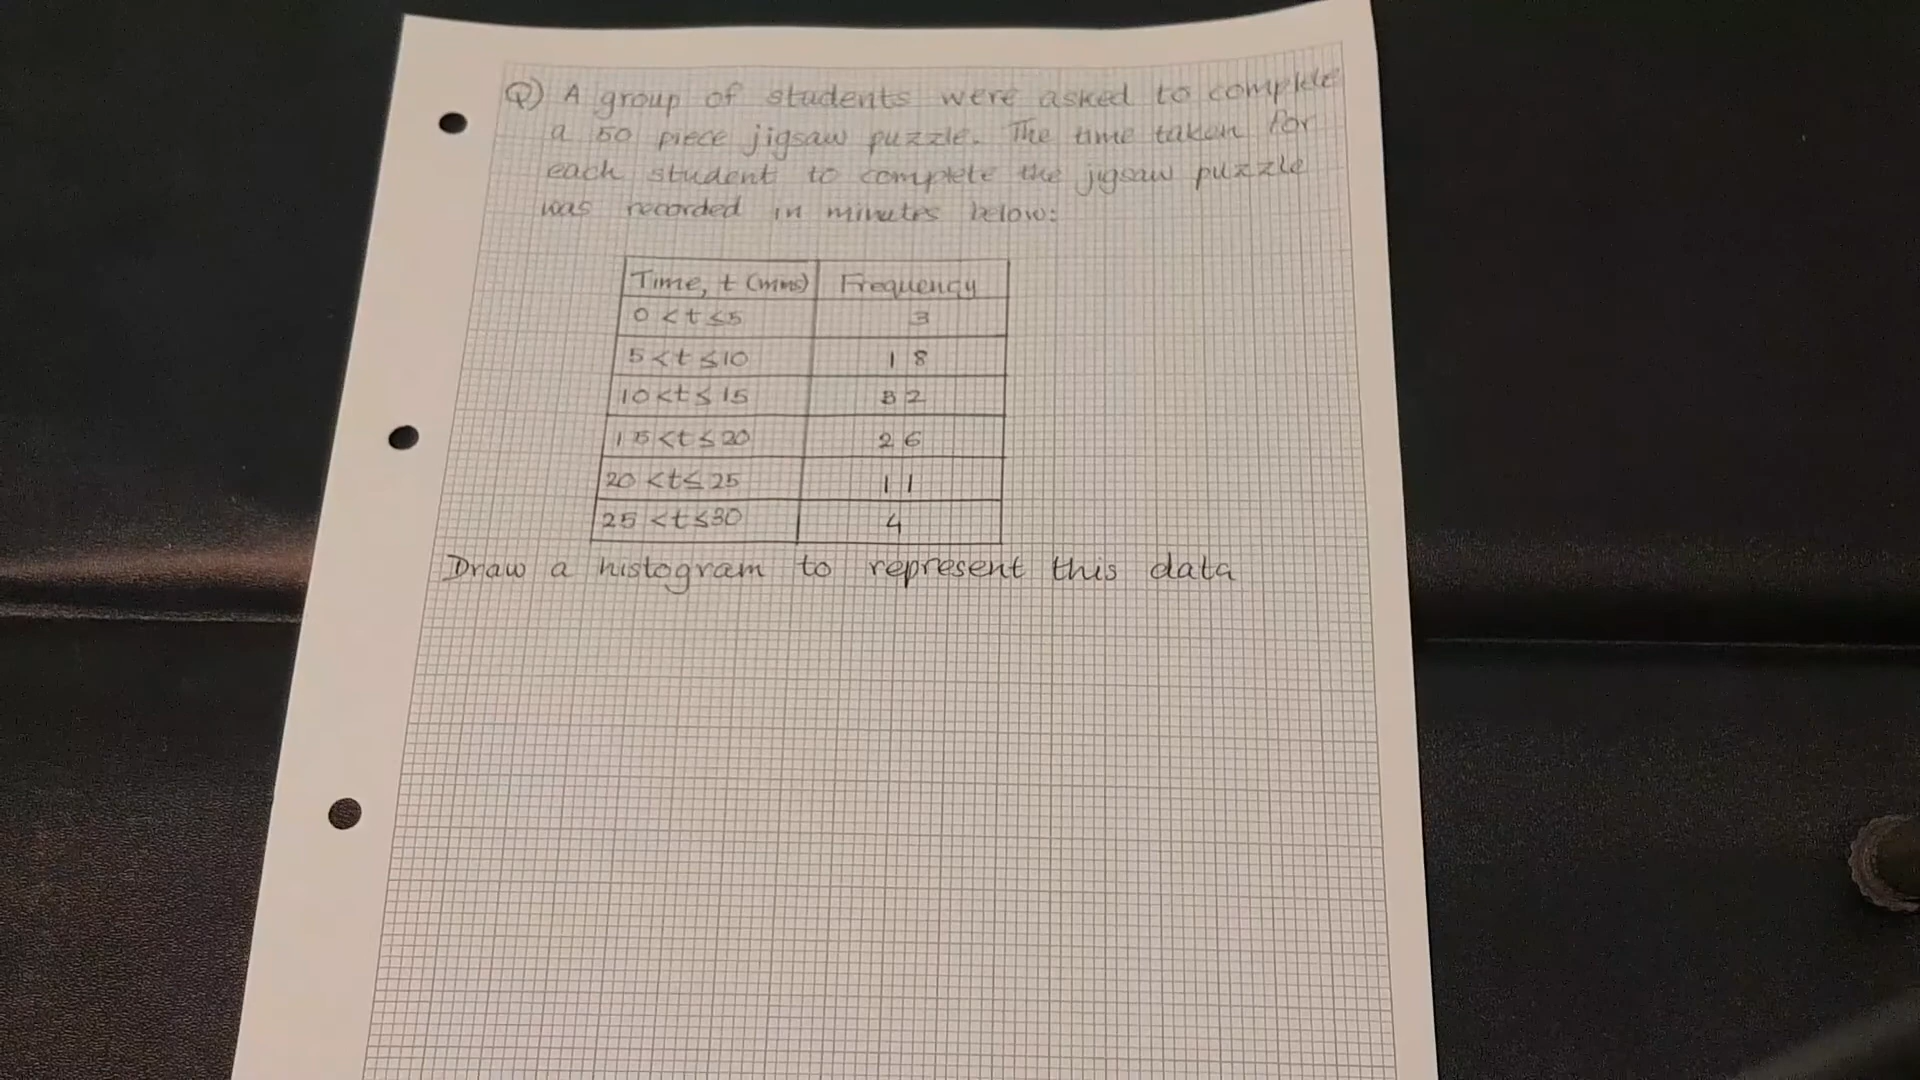 Q) A group of students were asked to complete
a 50 piece jigsaw puzzle. The time taken for
each student to complete the jigsaw puzzle
was recorded in minutes below:
Time, t (mins) Frequency
0 < t ≤ 5 3
5 < t ≤ 10 18
10 < t ≤ 15 32
15 < t ≤ 20 26
20 < t ≤ 25 11
25 < t ≤ 30 4
Draw a histogram to represent this data